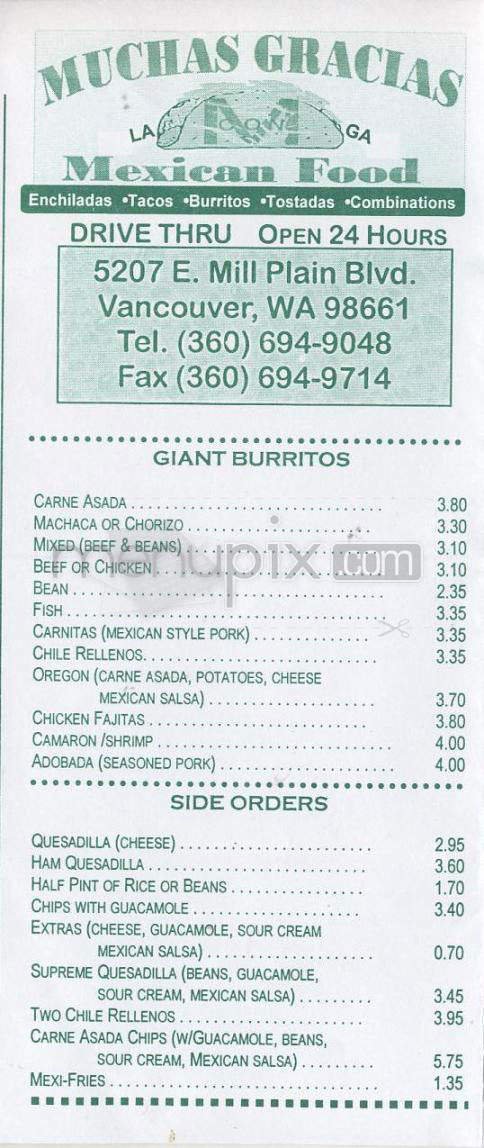 MUCHAS GRACIAS
LA GA
Mexican Food
Enchiladas •Tacos •Burritos •Tostadas •Combinations
DRIVE THRU OPEN 24 HOURS
5207 E. Mill Plain Blvd.
Vancouver, WA 98661
Tel. (360) 694-9048
Fax (360) 694-9714
GIANT BURRITOS
CARNE ASADA 3.80
MACHACA OR CHORIZO 3.30
MIXED (BEEF & BEANS) 3.10
BEEF OR CHICKEN 3.10
menupix.com
BEAN 2.35
FISH 3.35
CARNITAS (MEXICAN STYLE PORK) 3.35
CHILE RELLENOS 3.35
OREGON (CARNE ASADA, POTATOES, CHEESE
MEXICAN SALSA) 3.70
CHICKEN FAJITAS 3.80
CAMARON /SHRIMP 4.00
ADOBADA (SEASONED PORK) 4.00
SIDE ORDERS
QUESADILLA (CHEESE) 2.95
HAM QUESADILLA 3.60
HALF PINT OF RICE OR BEANS 1.70
CHIPS WITH GUACAMOLE 3.40
EXTRAS (CHEESE, GUACAMOLE, SOUR CREAM
MEXICAN SALSA) 0.70
SUPREME QUESADILLA (BEANS, GUACAMOLE,
SOUR CREAM, MEXICAN SALSA) 3.45
TWO CHILE RELLENOS 3.95
CARNE ASADA CHIPS (W/GUACAMOLE, BEANS,
SOUR CREAM, MEXICAN SALSA) 5.75
MEXI-FRIES 1.35